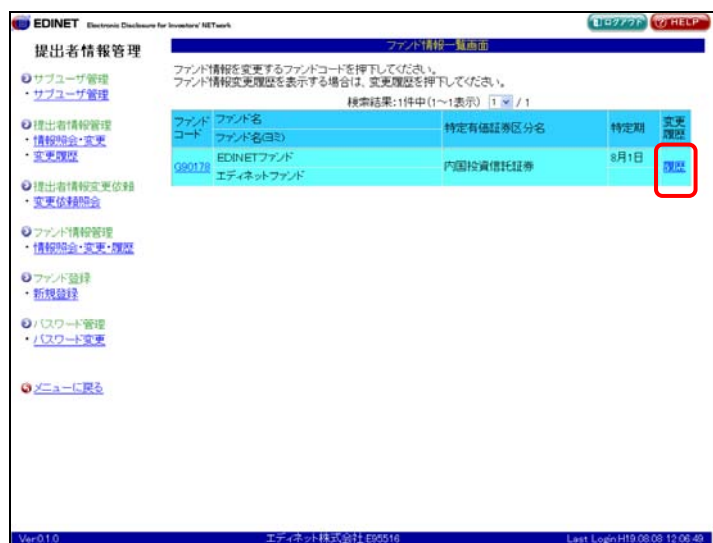 EDINET Electronic Disclosure for Investors' NETwork
ログアウト
HELP
提出者情報管理
サブユーザ管理
・サブユーザ管理
提出者情報管理
・情報照会・変更
・変更履歴
提出者情報変更依頼
・変更依頼照会
ファンド情報管理
・情報照会・変更・履歴
ファンド登録
・新規登録
パスワード管理
・パスワード変更
メニューに戻る
ファンド情報一覧画面
ファンド情報を変更するファンドコードを押下してください。
ファンド情報変更履歴を表示する場合は、変更履歴を押下してください。
検索結果:1件中(1~1表示) 1 / 1
ファンドコード
ファンド名
ファンド名(ヨミ)
特定有価証券区分名
特定期
変更履歴
G90178
EDINETファンド
エディネットファンド
内国投資信託証券
8月1日
履歴
Ver.0.1.0
エディネット株式会社 E95516
Last Login H19.08.08 12:06:49